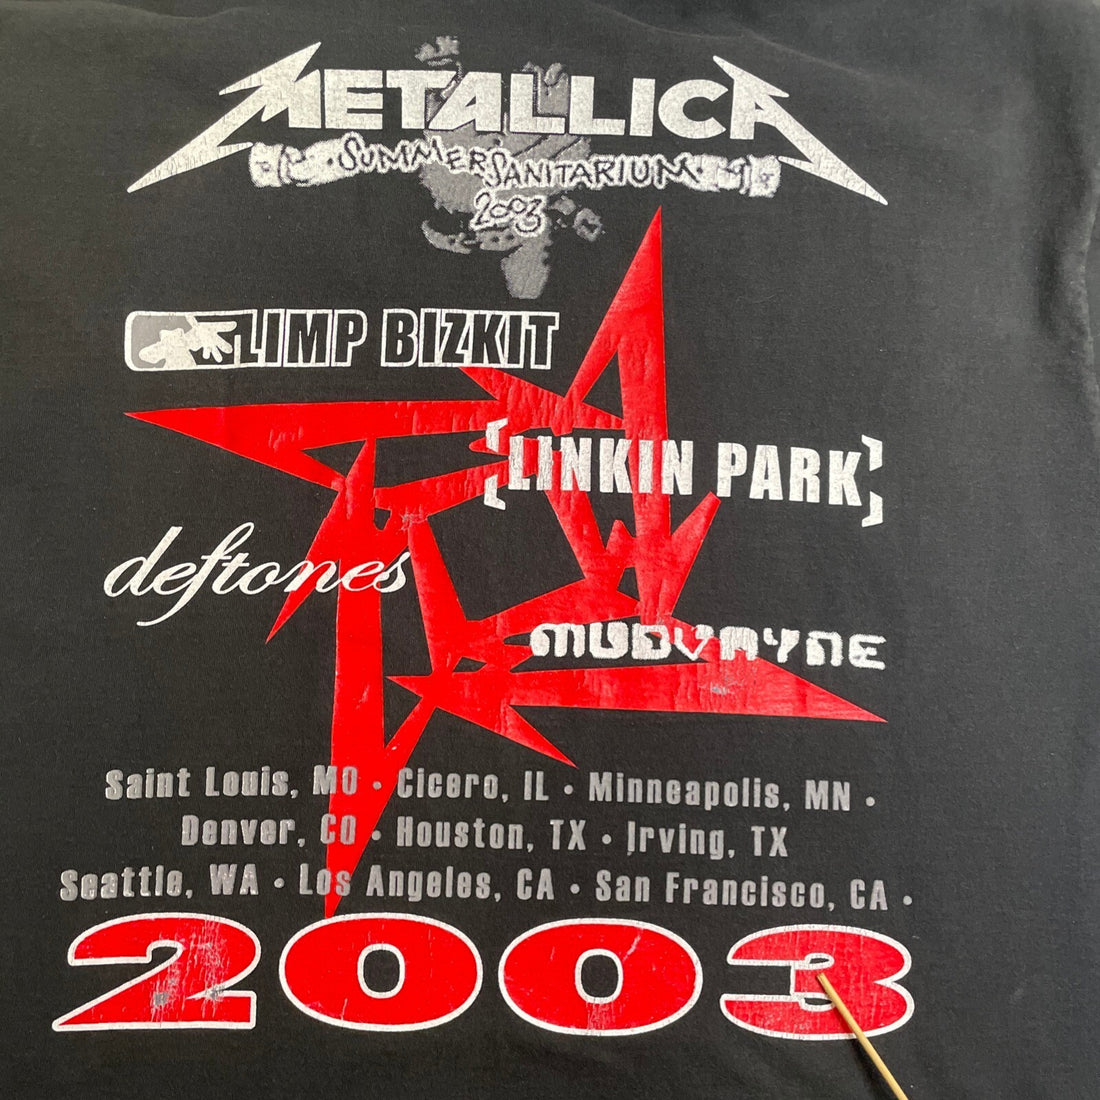 METALLICA
SUMMER SANITARIUM
2003
LIMP BIZKIT
[LINKIN PARK]
deftones
MUDVAYNE
Saint Louis, MO • Cicero, IL • Minneapolis, MN •
Denver, CO • Houston, TX • Irving, TX
Seattle, WA • Los Angeles, CA • San Francisco, CA •
2003